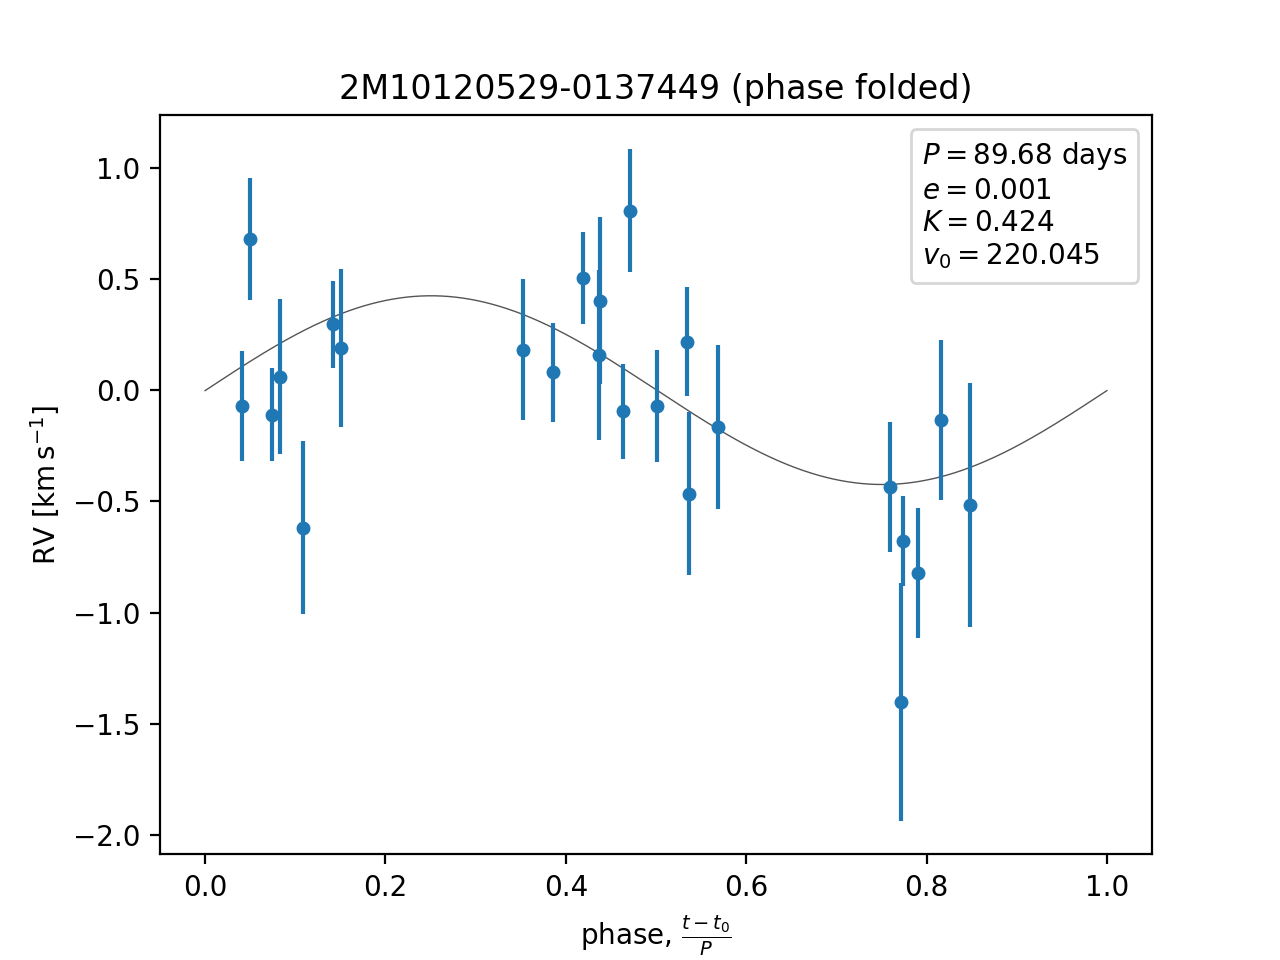 2M10120529-0137449 (phase folded)
P = 89.68 days
e = 0.001
K = 0.424
v₀ = 220.045
1.0
0.5
0.0
−0.5
−1.0
−1.5
−2.0
RV [km s⁻¹]
0.0 0.2 0.4 0.6 0.8 1.0
phase, (t − t₀)/P